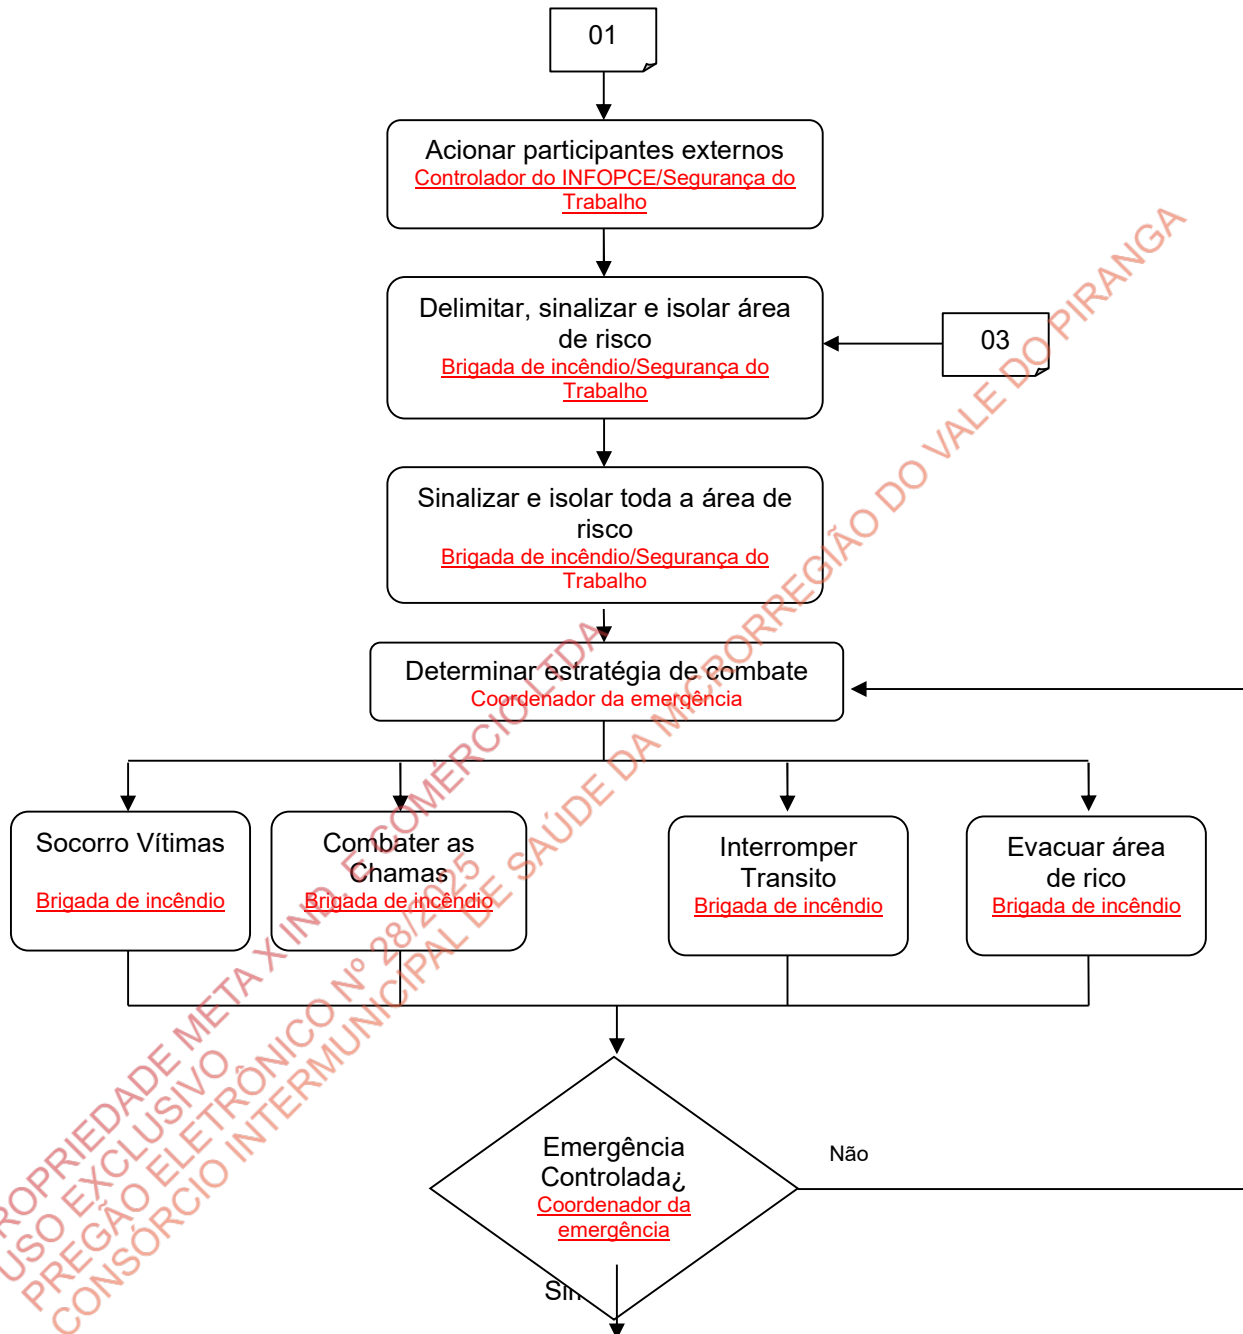 01
Acionar participantes externos
Controlador do INFOPCE/Segurança do
Trabalho
Delimitar, sinalizar e isolar área
de risco
Brigada de incêndio/Segurança do
Trabalho
03
Sinalizar e isolar toda a área de
risco
Brigada de incêndio/Segurança do
Trabalho
Determinar estratégia de combate
Coordenador da emergência
Socorro Vítimas
Brigada de incêndio
Combater as
Chamas
Brigada de incêndio
Interromper
Transito
Brigada de incêndio
Evacuar área
de rico
Brigada de incêndio
Emergência
Controlada¿
Coordenador da
emergência
Não
PROPRIEDADE META X IND. E COMÉRCIO LTDA.
USO EXCLUSIVO
PREGÃO ELETRÔNICO Nº 28/2025
CONSÓRCIO INTERMUNICIPAL DE SAÚDE DA MICRORREGIÃO DO VALE DO PIRANGA